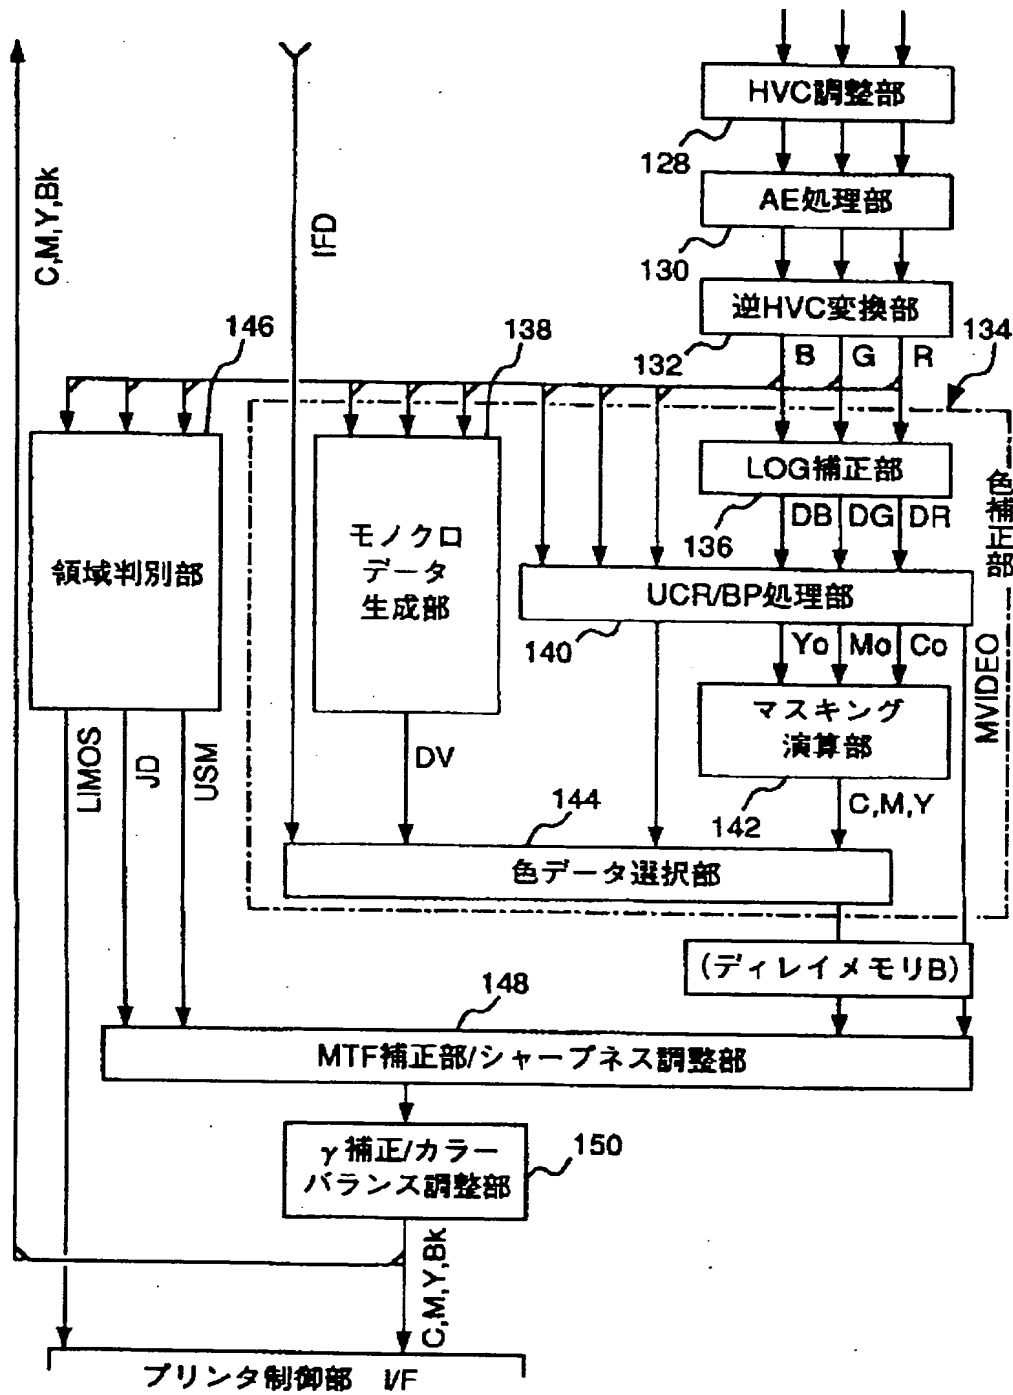 HVC調整部
128
AE処理部
130
逆HVC変換部
132
B
G
R
134
C,M,Y,Bk
IFD
146
138
領域判別部
モノクロ
データ
生成部
LOG補正部
136
DB
DG
DR
色補正部
UCR/BP処理部
140
Yo
Mo
Co
MVIDEO
マスキング
演算部
142
C,M,Y
LIMOS
JD
USM
DV
144
色データ選択部
(ディレイメモリB)
148
MTF補正部/シャープネス調整部
γ補正/カラー
バランス調整部
150
C,M,Y,Bk
プリンタ制御部 I/F